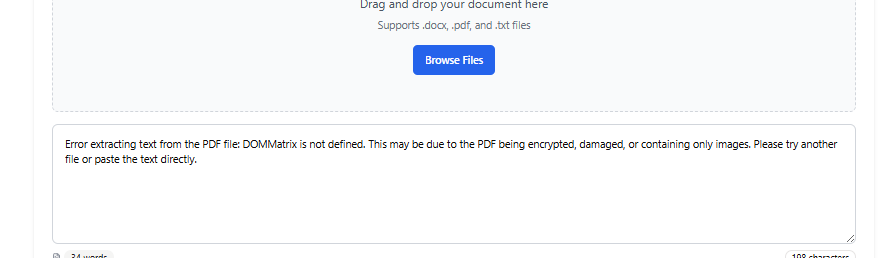 Drag and drop your document here
Supports .docx, .pdf, and .txt files
Browse Files
Error extracting text from the PDF file: DOMMatrix is not defined. This may be due to the PDF being encrypted, damaged, or containing only images. Please try another
file or paste the text directly.
34 words
198 characters